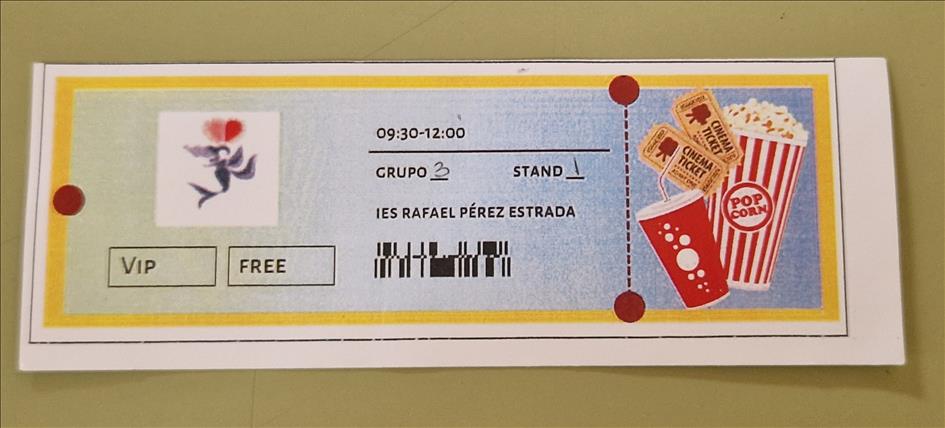 09:30-12:00
GRUPO 3 STAND 1
IES RAFAEL PÉREZ ESTRADA
VIP FREE
CINEMA
TICKET
CINEMA
TICKET
POP
CORN